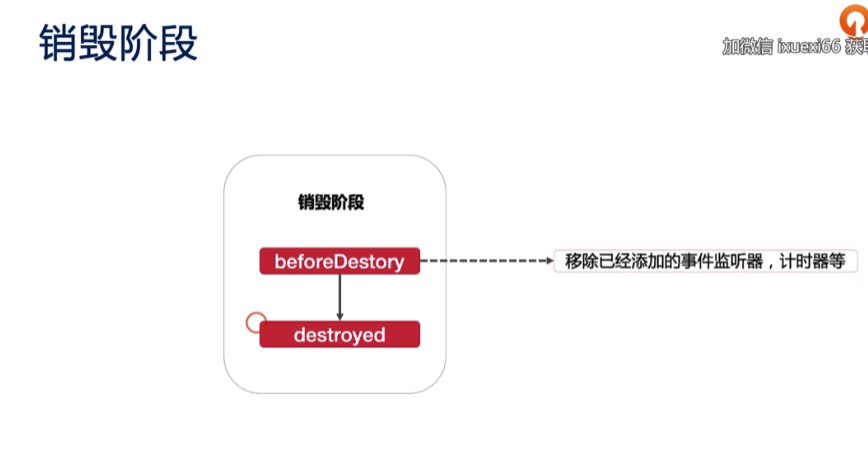 销毁阶段
加微信 ixuexi66 获取
销毁阶段
beforeDestory
移除已经添加的事件监听器，计时器等
destroyed